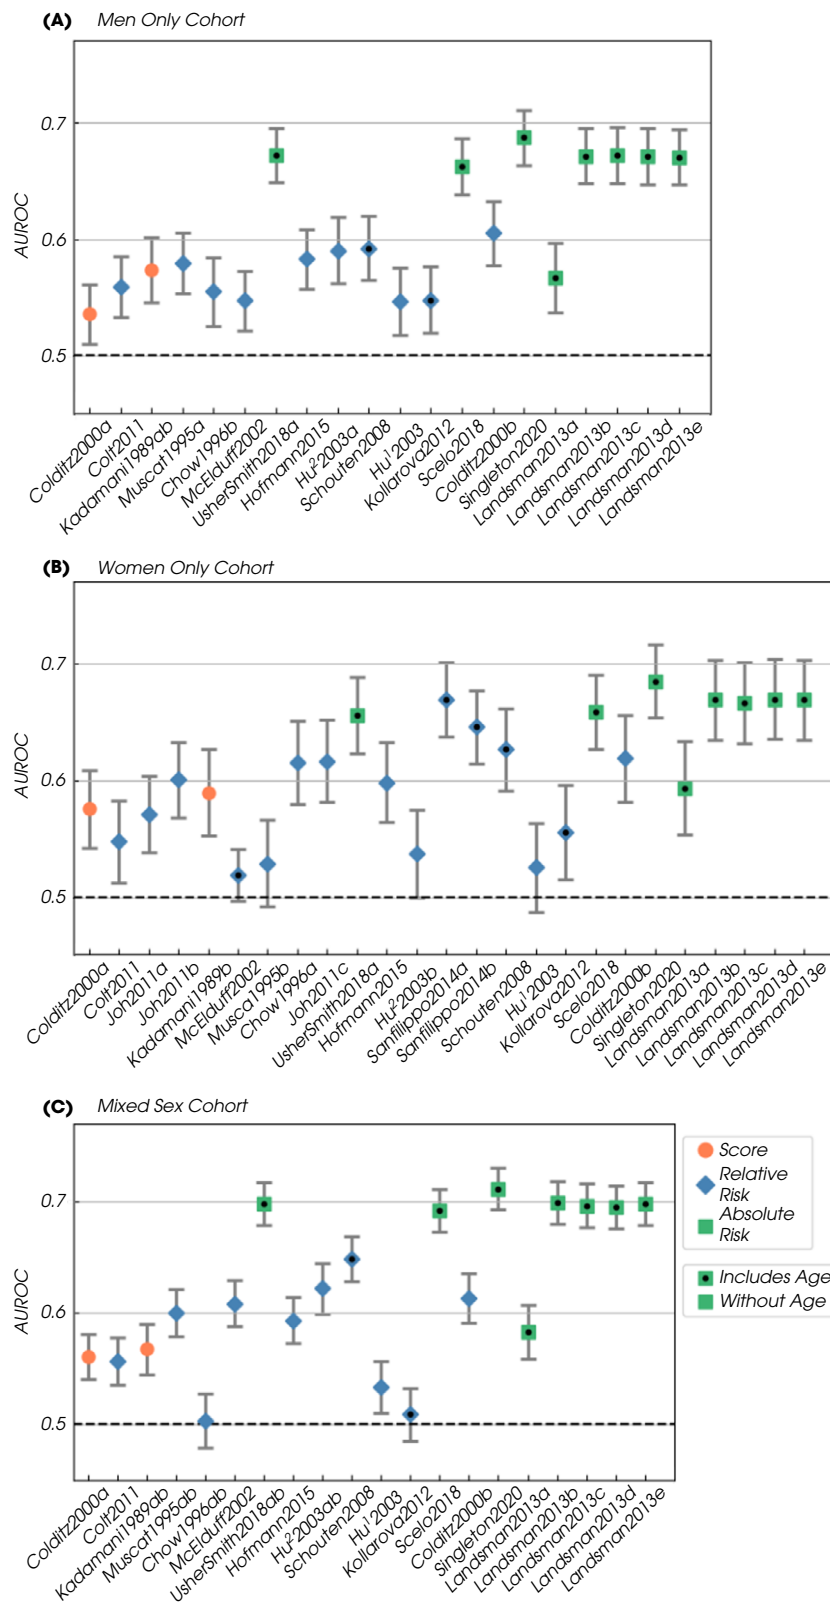 (A) Men Only Cohort
0.7
0.6
0.5
AUROC
Colditz2000a
Colt2011
Kadamani1989ab
Muscat1995a
Chow1996b
McElduff2002
UsherSmith2018a
Hofmann2015
Hu²2003a
Schouten2008
Hu¹2003
Kollarova2012
Scelo2018
Colditz2000b
Singleton2020
Landsman2013a
Landsman2013b
Landsman2013c
Landsman2013d
Landsman2013e
(B) Women Only Cohort
0.7
0.6
0.5
AUROC
Colditz2000a
Colt2011
Joh2011a
Joh2011b
Kadamani1989b
McElduff2002
Muscat1995b
Chow1996a
Joh2011c
UsherSmith2018a
Hofmann2015
Hu²2003b
Sanfilippo2014a
Sanfilippo2014b
Schouten2008
Hu¹2003
Kollarova2012
Scelo2018
Colditz2000b
Singleton2020
Landsman2013a
Landsman2013b
Landsman2013c
Landsman2013d
Landsman2013e
(C) Mixed Sex Cohort
0.7
0.6
0.5
AUROC
Colditz2000a
Colt2011
Kadamani1989ab
Muscat1995ab
Chow1996ab
McElduff2002
UsherSmith2018ab
Hofmann2015
Hu²2003ab
Schouten2008
Hu¹2003
Kollarova2012
Scelo2018
Colditz2000b
Singleton2020
Landsman2013a
Landsman2013b
Landsman2013c
Landsman2013d
Landsman2013e
Score
Relative
Risk
Absolute
Risk
Includes Age
Without Age